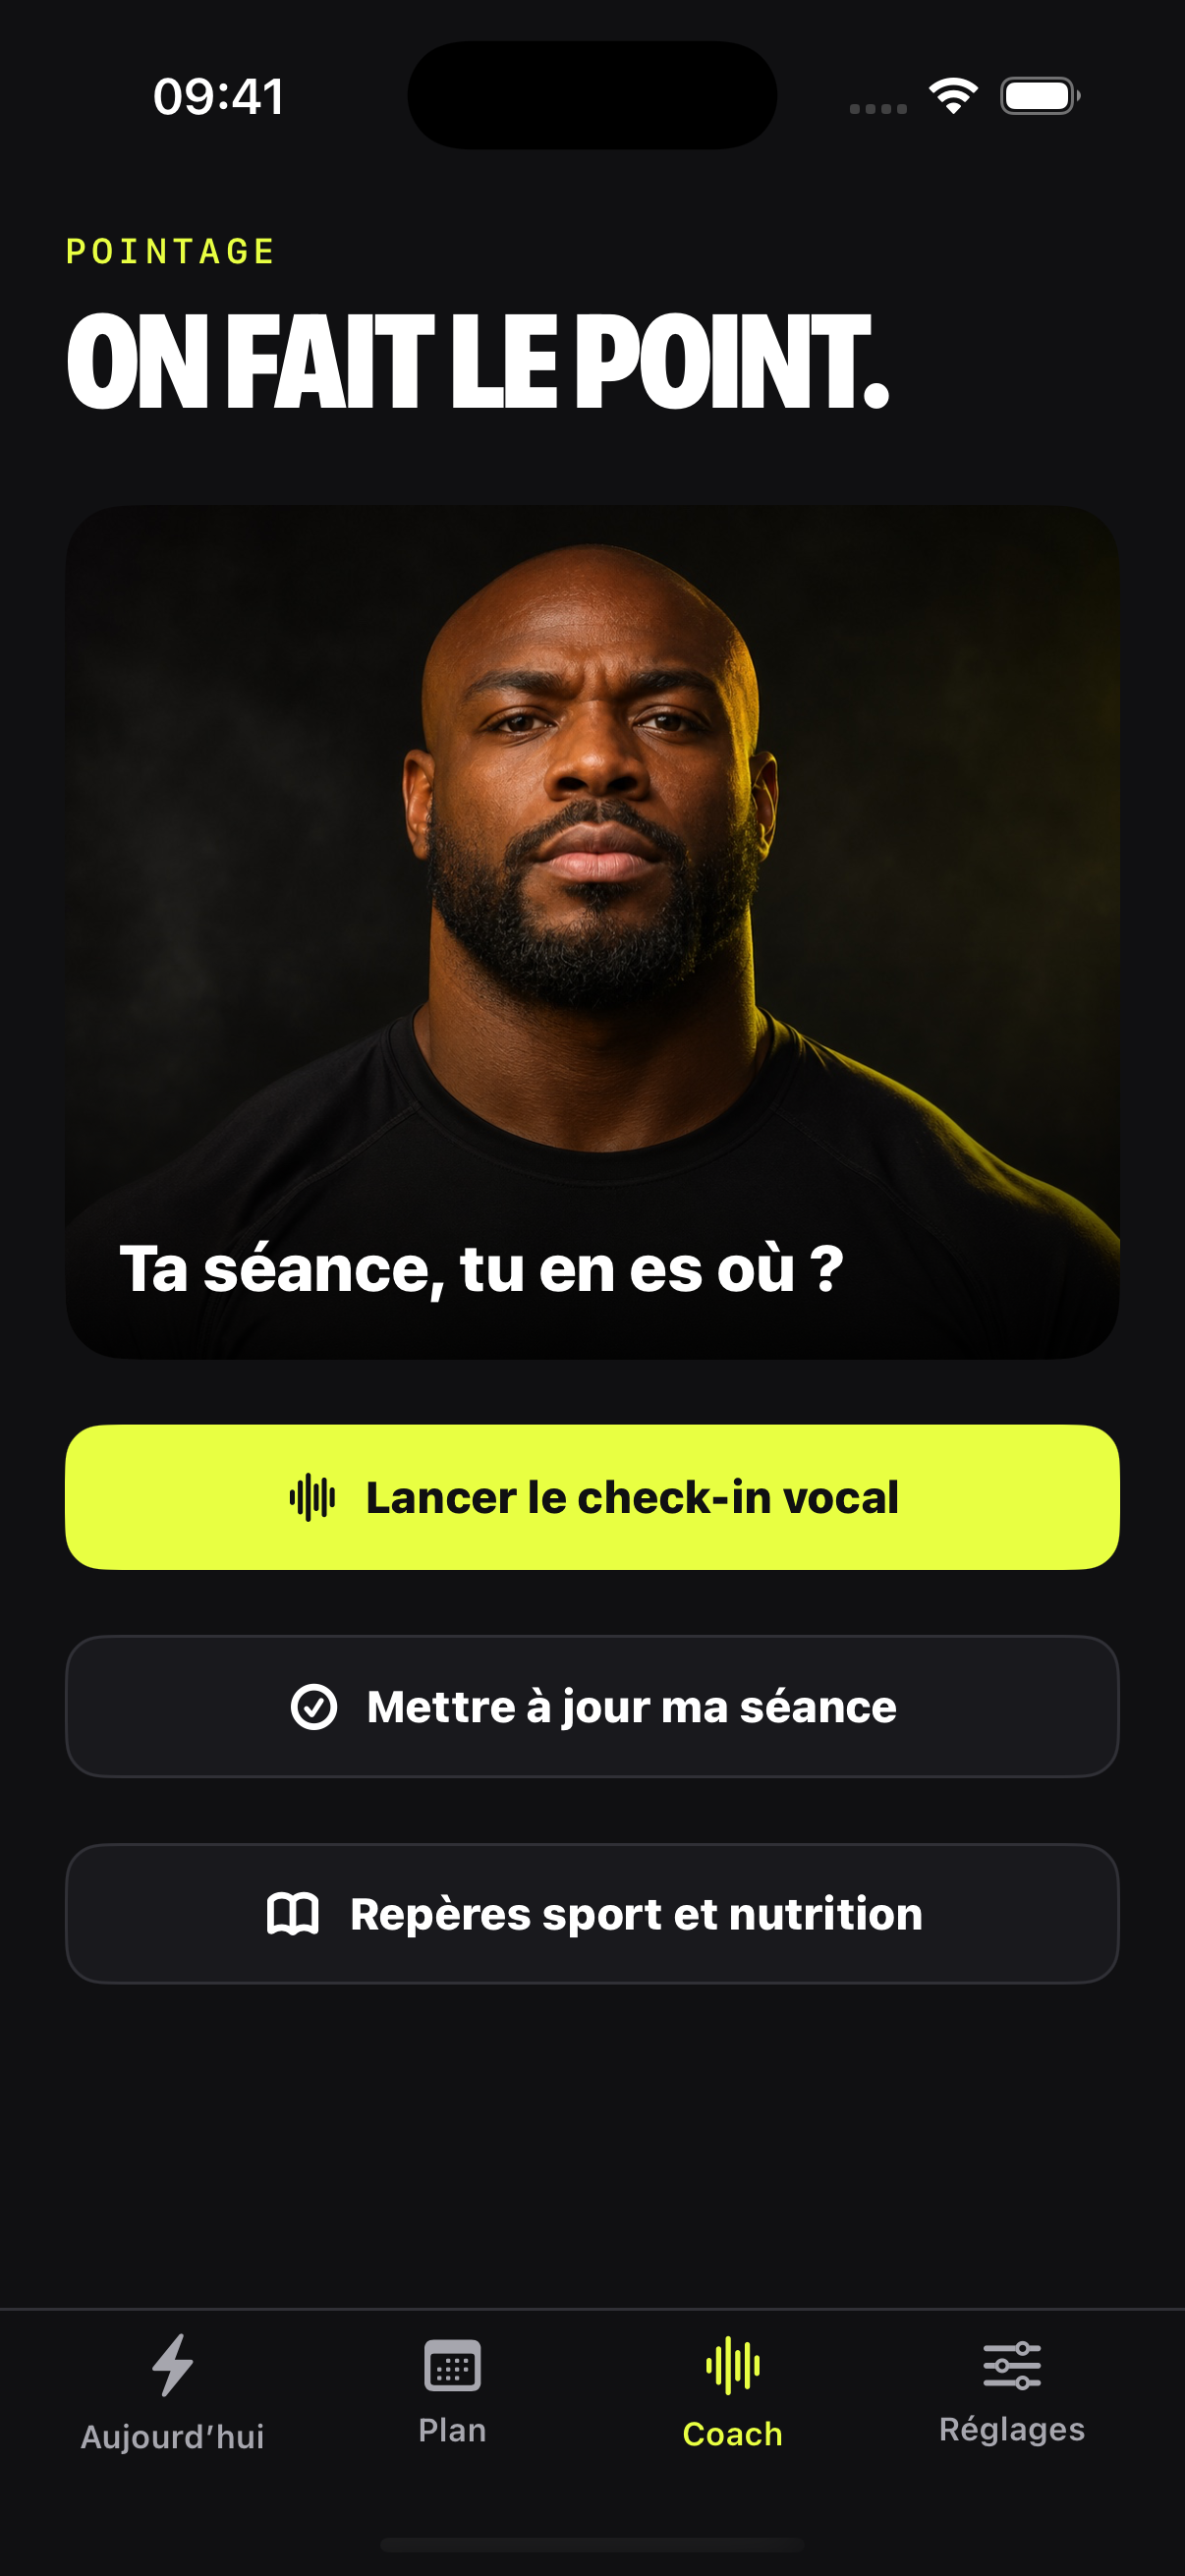 09:41
POINTAGE
ON FAIT LE POINT.
Ta séance, tu en es où ?
Lancer le check-in vocal
Mettre à jour ma séance
Repères sport et nutrition
Aujourd’hui
Plan
Coach
Réglages